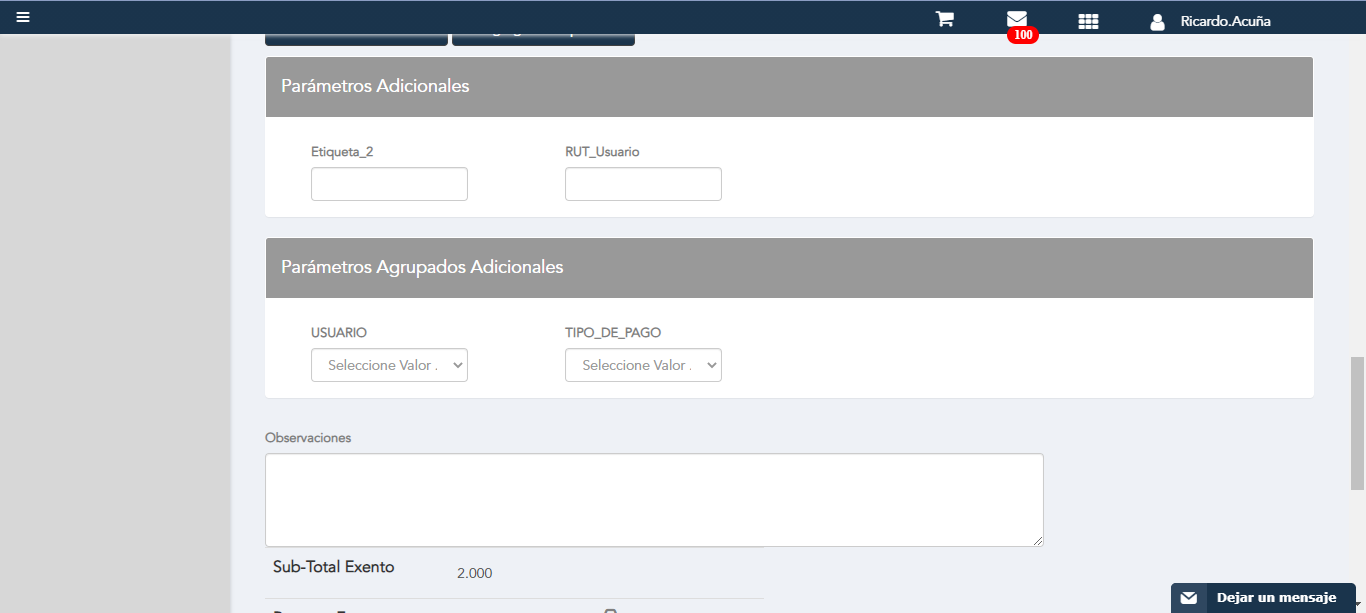 Ricardo.Acuña
100
Parámetros Adicionales
Etiqueta_2 RUT_Usuario
Parámetros Agrupados Adicionales
USUARIO TIPO_DE_PAGO
Seleccione Valor . Seleccione Valor .
Observaciones
Sub-Total Exento 2.000
Dejar un mensaje